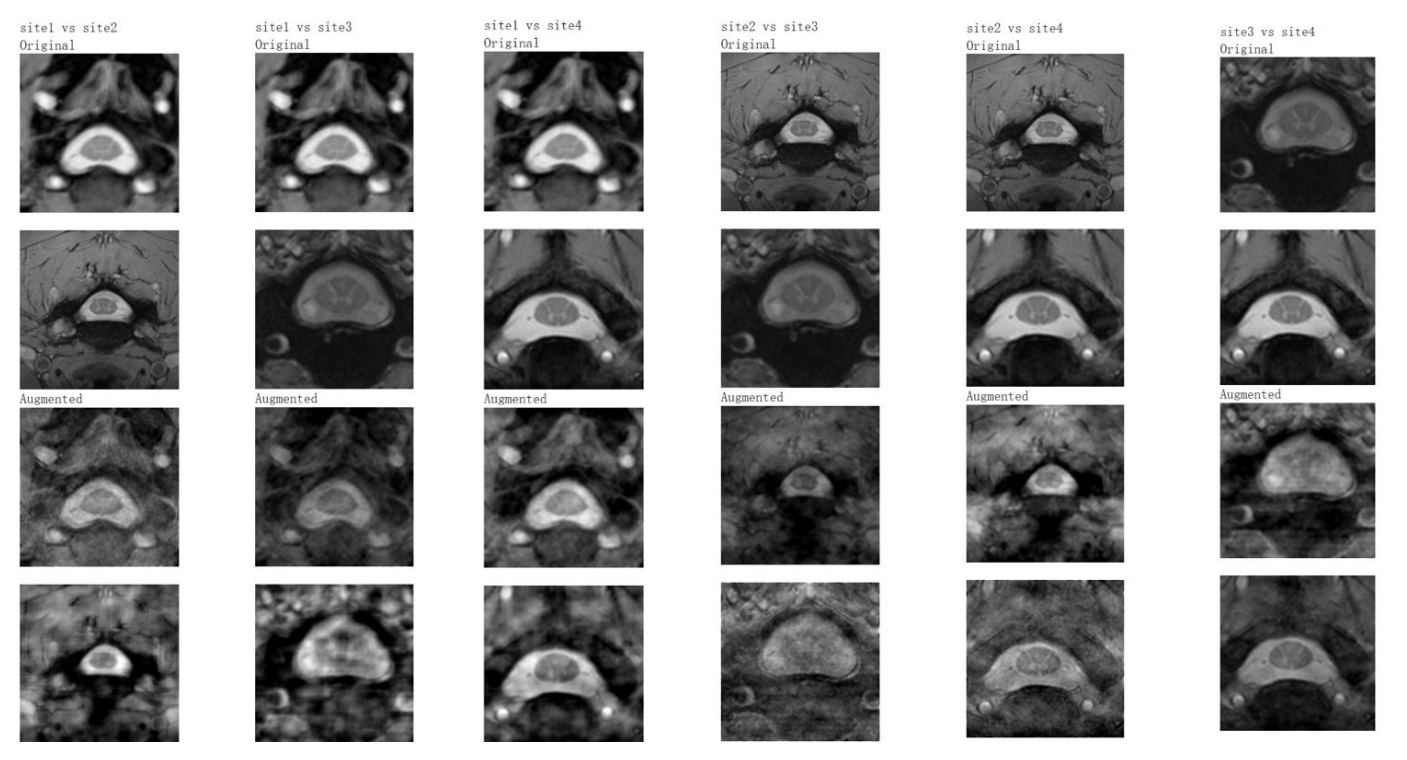 site1 vs site2
Original
site1 vs site3
Original
site1 vs site4
Original
site2 vs site3
Original
site2 vs site4
Original
site3 vs site4
Original
Augmented
Augmented
Augmented
Augmented
Augmented
Augmented